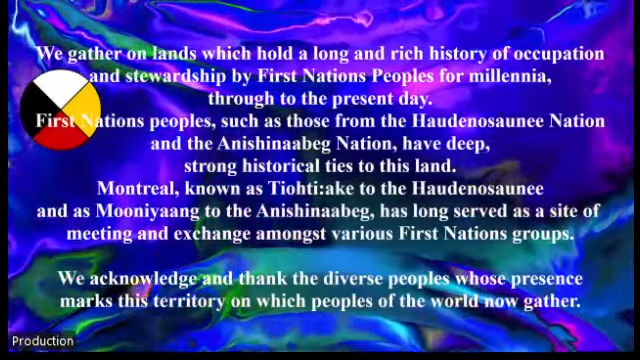 We gather on lands which hold a long and rich history of occupation
and stewardship by First Nations Peoples for millennia,
through to the present day.
First Nations peoples, such as those from the Haudenosaunee Nation
and the Anishinaabeg Nation, have deep,
strong historical ties to this land.
Montreal, known as Tiohti:ake to the Haudenosaunee
and as Mooniyaang to the Anishinaabeg, has long served as a site of
meeting and exchange amongst various First Nations groups.
We acknowledge and thank the diverse peoples whose presence
marks this territory on which peoples of the world now gather.
Production